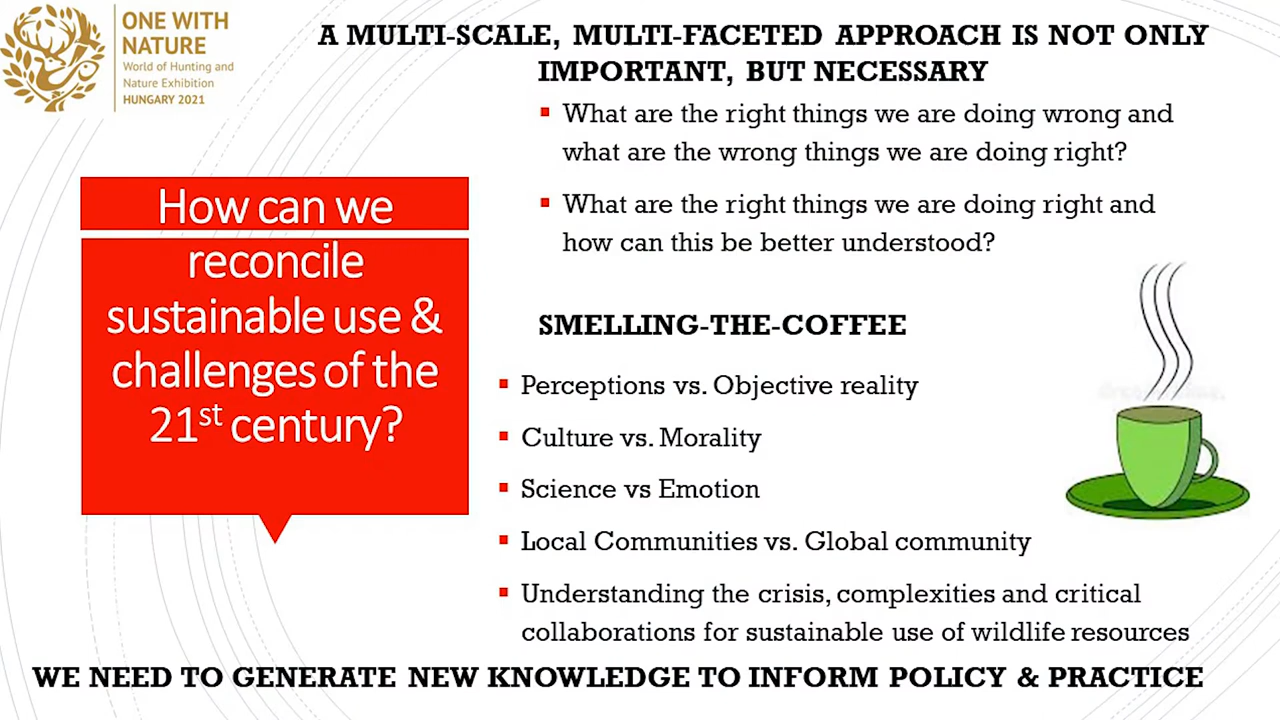 ONE WITH
NATURE
World of Hunting and
Nature Exhibition
HUNGARY 2021
A MULTI-SCALE, MULTI-FACETED APPROACH IS NOT ONLY
IMPORTANT, BUT NECESSARY
What are the right things we are doing wrong and
what are the wrong things we are doing right?
What are the right things we are doing right and
how can this be better understood?
How can we
reconcile
sustainable use &
challenges of the
21st century?
SMELLING-THE-COFFEE
Perceptions vs. Objective reality
Culture vs. Morality
Science vs Emotion
Local Communities vs. Global community
Understanding the crisis, complexities and critical
collaborations for sustainable use of wildlife resources
WE NEED TO GENERATE NEW KNOWLEDGE TO INFORM POLICY & PRACTICE